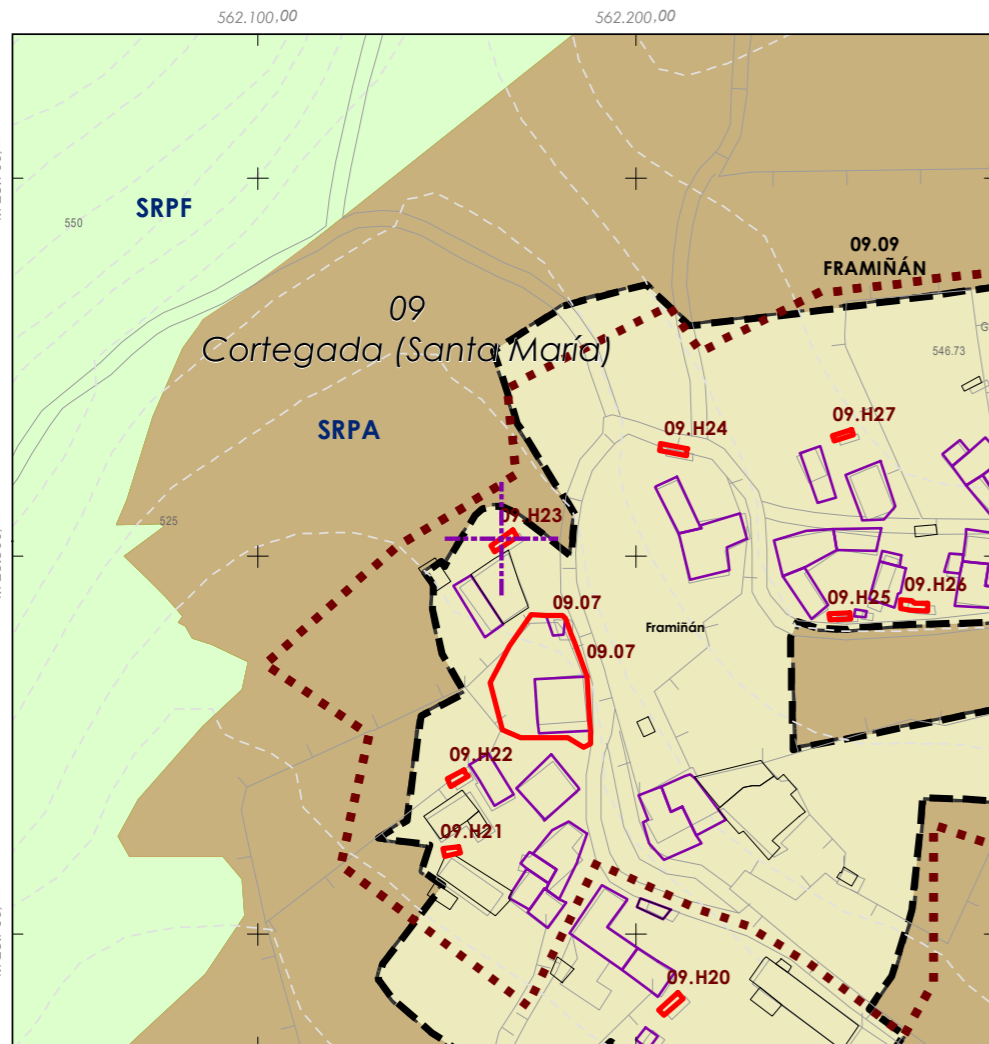 562.100,00
562.200,00
SRPF
550
09.09
FRAMIÑÁN
09
Cortegada (Santa María)
546.73
SRPA
09.H24
09.H27
525
09.H23
09.H25
09.H26
09.07
Framiñán
09.07
09.H22
09.H21
09.H20